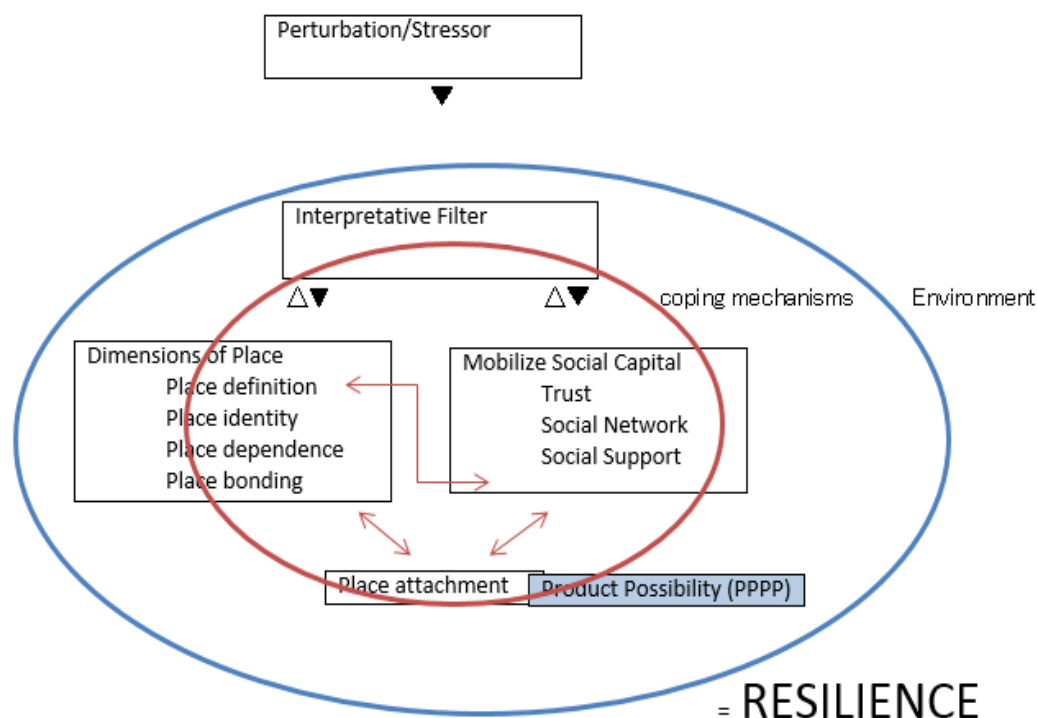 Perturbation/Stressor
Interpretative Filter
coping mechanisms
Environment
Dimensions of Place
Place definition
Place identity
Place dependence
Place bonding
Mobilize Social Capital
Trust
Social Network
Social Support
Place attachment
Product Possibility (PPPP)
= RESILIENCE